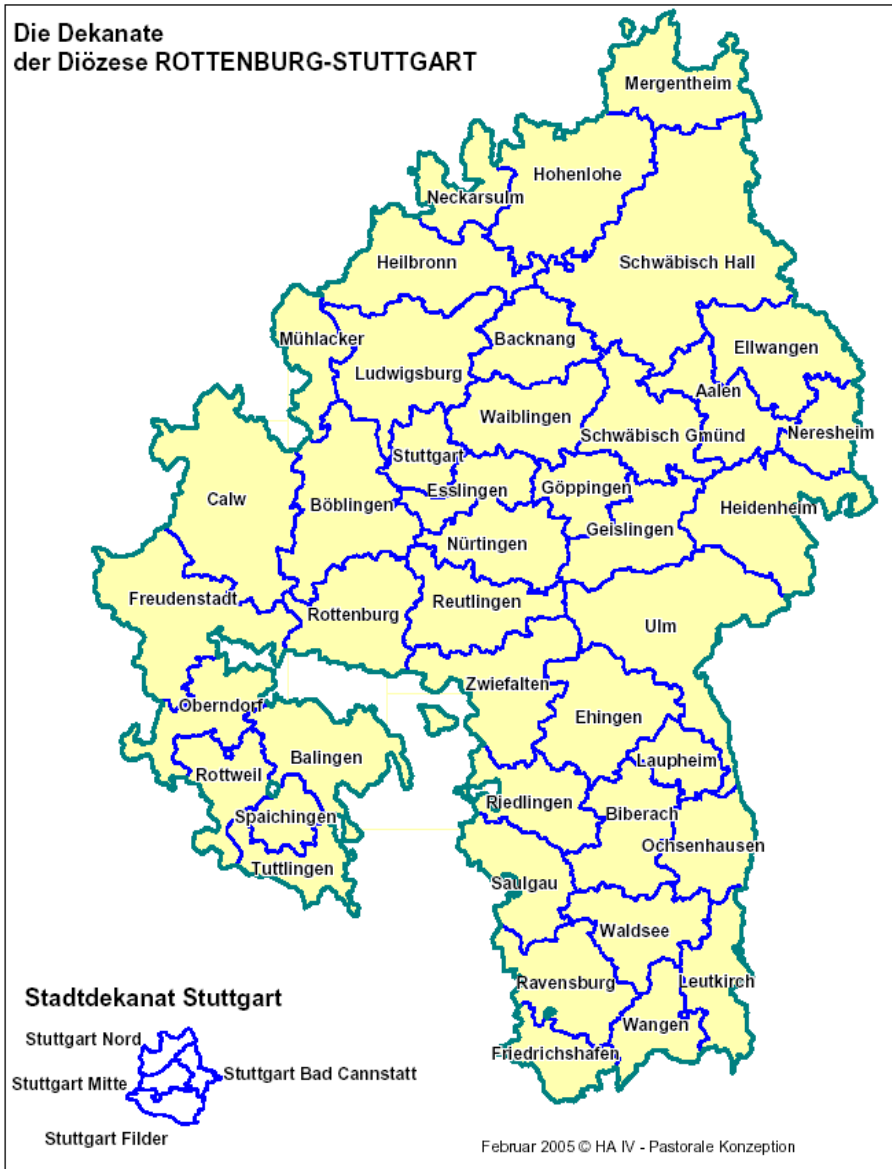 Die Dekanate
der Diözese ROTTENBURG-STUTTGART
Mergentheim
Hohenlohe
Neckarsulm
Heilbronn
Schwäbisch Hall
Mühlacker
Backnang
Ellwangen
Ludwigsburg
Aalen
Waiblingen
Schwäbisch Gmünd
Neresheim
Stuttgart
Esslingen
Göppingen
Calw
Böblingen
Heidenheim
Geislingen
Nürtingen
Freudenstadt
Rottenburg
Reutlingen
Ulm
Zwiefalten
Oberndorf
Ehingen
Balingen
Laupheim
Rottweil
Riedlingen
Spaichingen
Biberach
Ochsenhausen
Tuttlingen
Saulgau
Waldsee
Ravensburg
Leutkirch
Wangen
Friedrichshafen
Stadtdekanat Stuttgart
Stuttgart Nord
Stuttgart Bad Cannstatt
Stuttgart Mitte
Stuttgart Filder
Februar 2005 © HA IV - Pastorale Konzeption